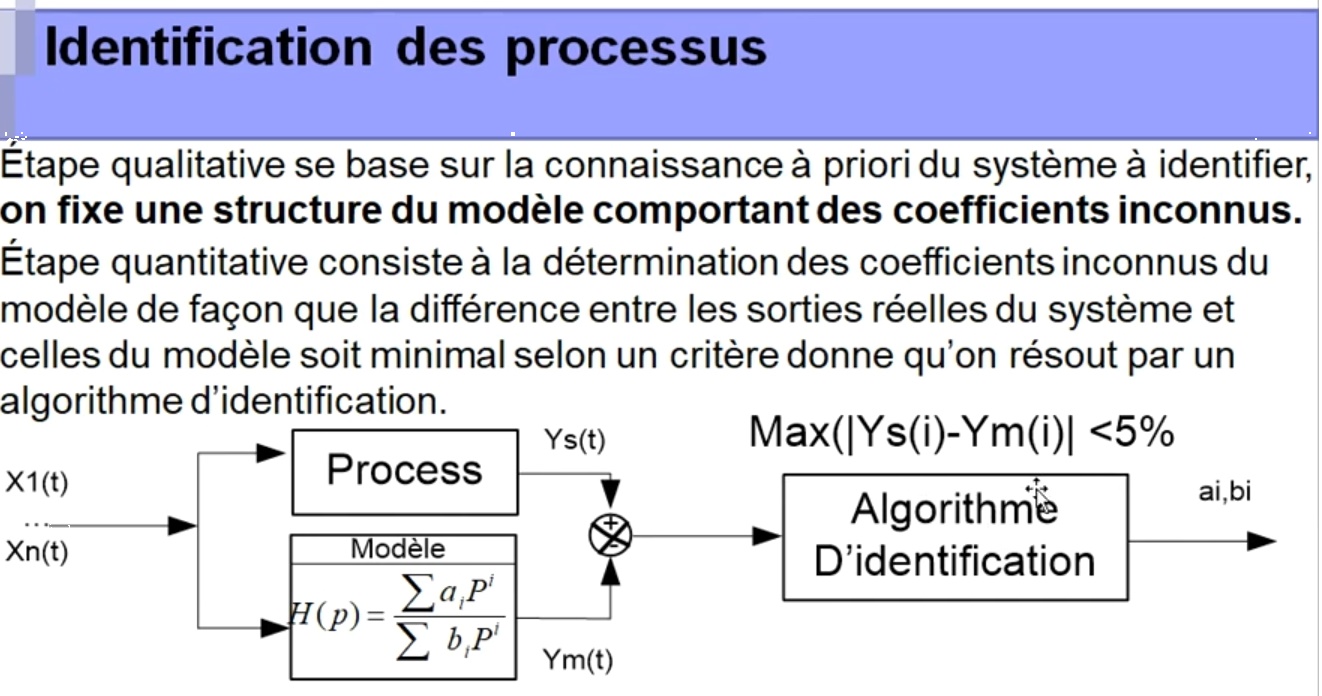 Identification des processus
Étape qualitative se base sur la connaissance à priori du système à identifier,
on fixe une structure du modèle comportant des coefficients inconnus.
Étape quantitative consiste à la détermination des coefficients inconnus du
modèle de façon que la différence entre les sorties réelles du système et
celles du modèle soit minimal selon un critère donne qu'on résout par un
algorithme d'identification.
X1(t)
...
Xn(t)
Process
Modèle
H(p) = ∑ a_i P^i / ∑ b_i P^i
Ys(t)
+
-
Ym(t)
Max(|Ys(i)-Ym(i)| <5%
Algorithme
D'identification
ai,bi